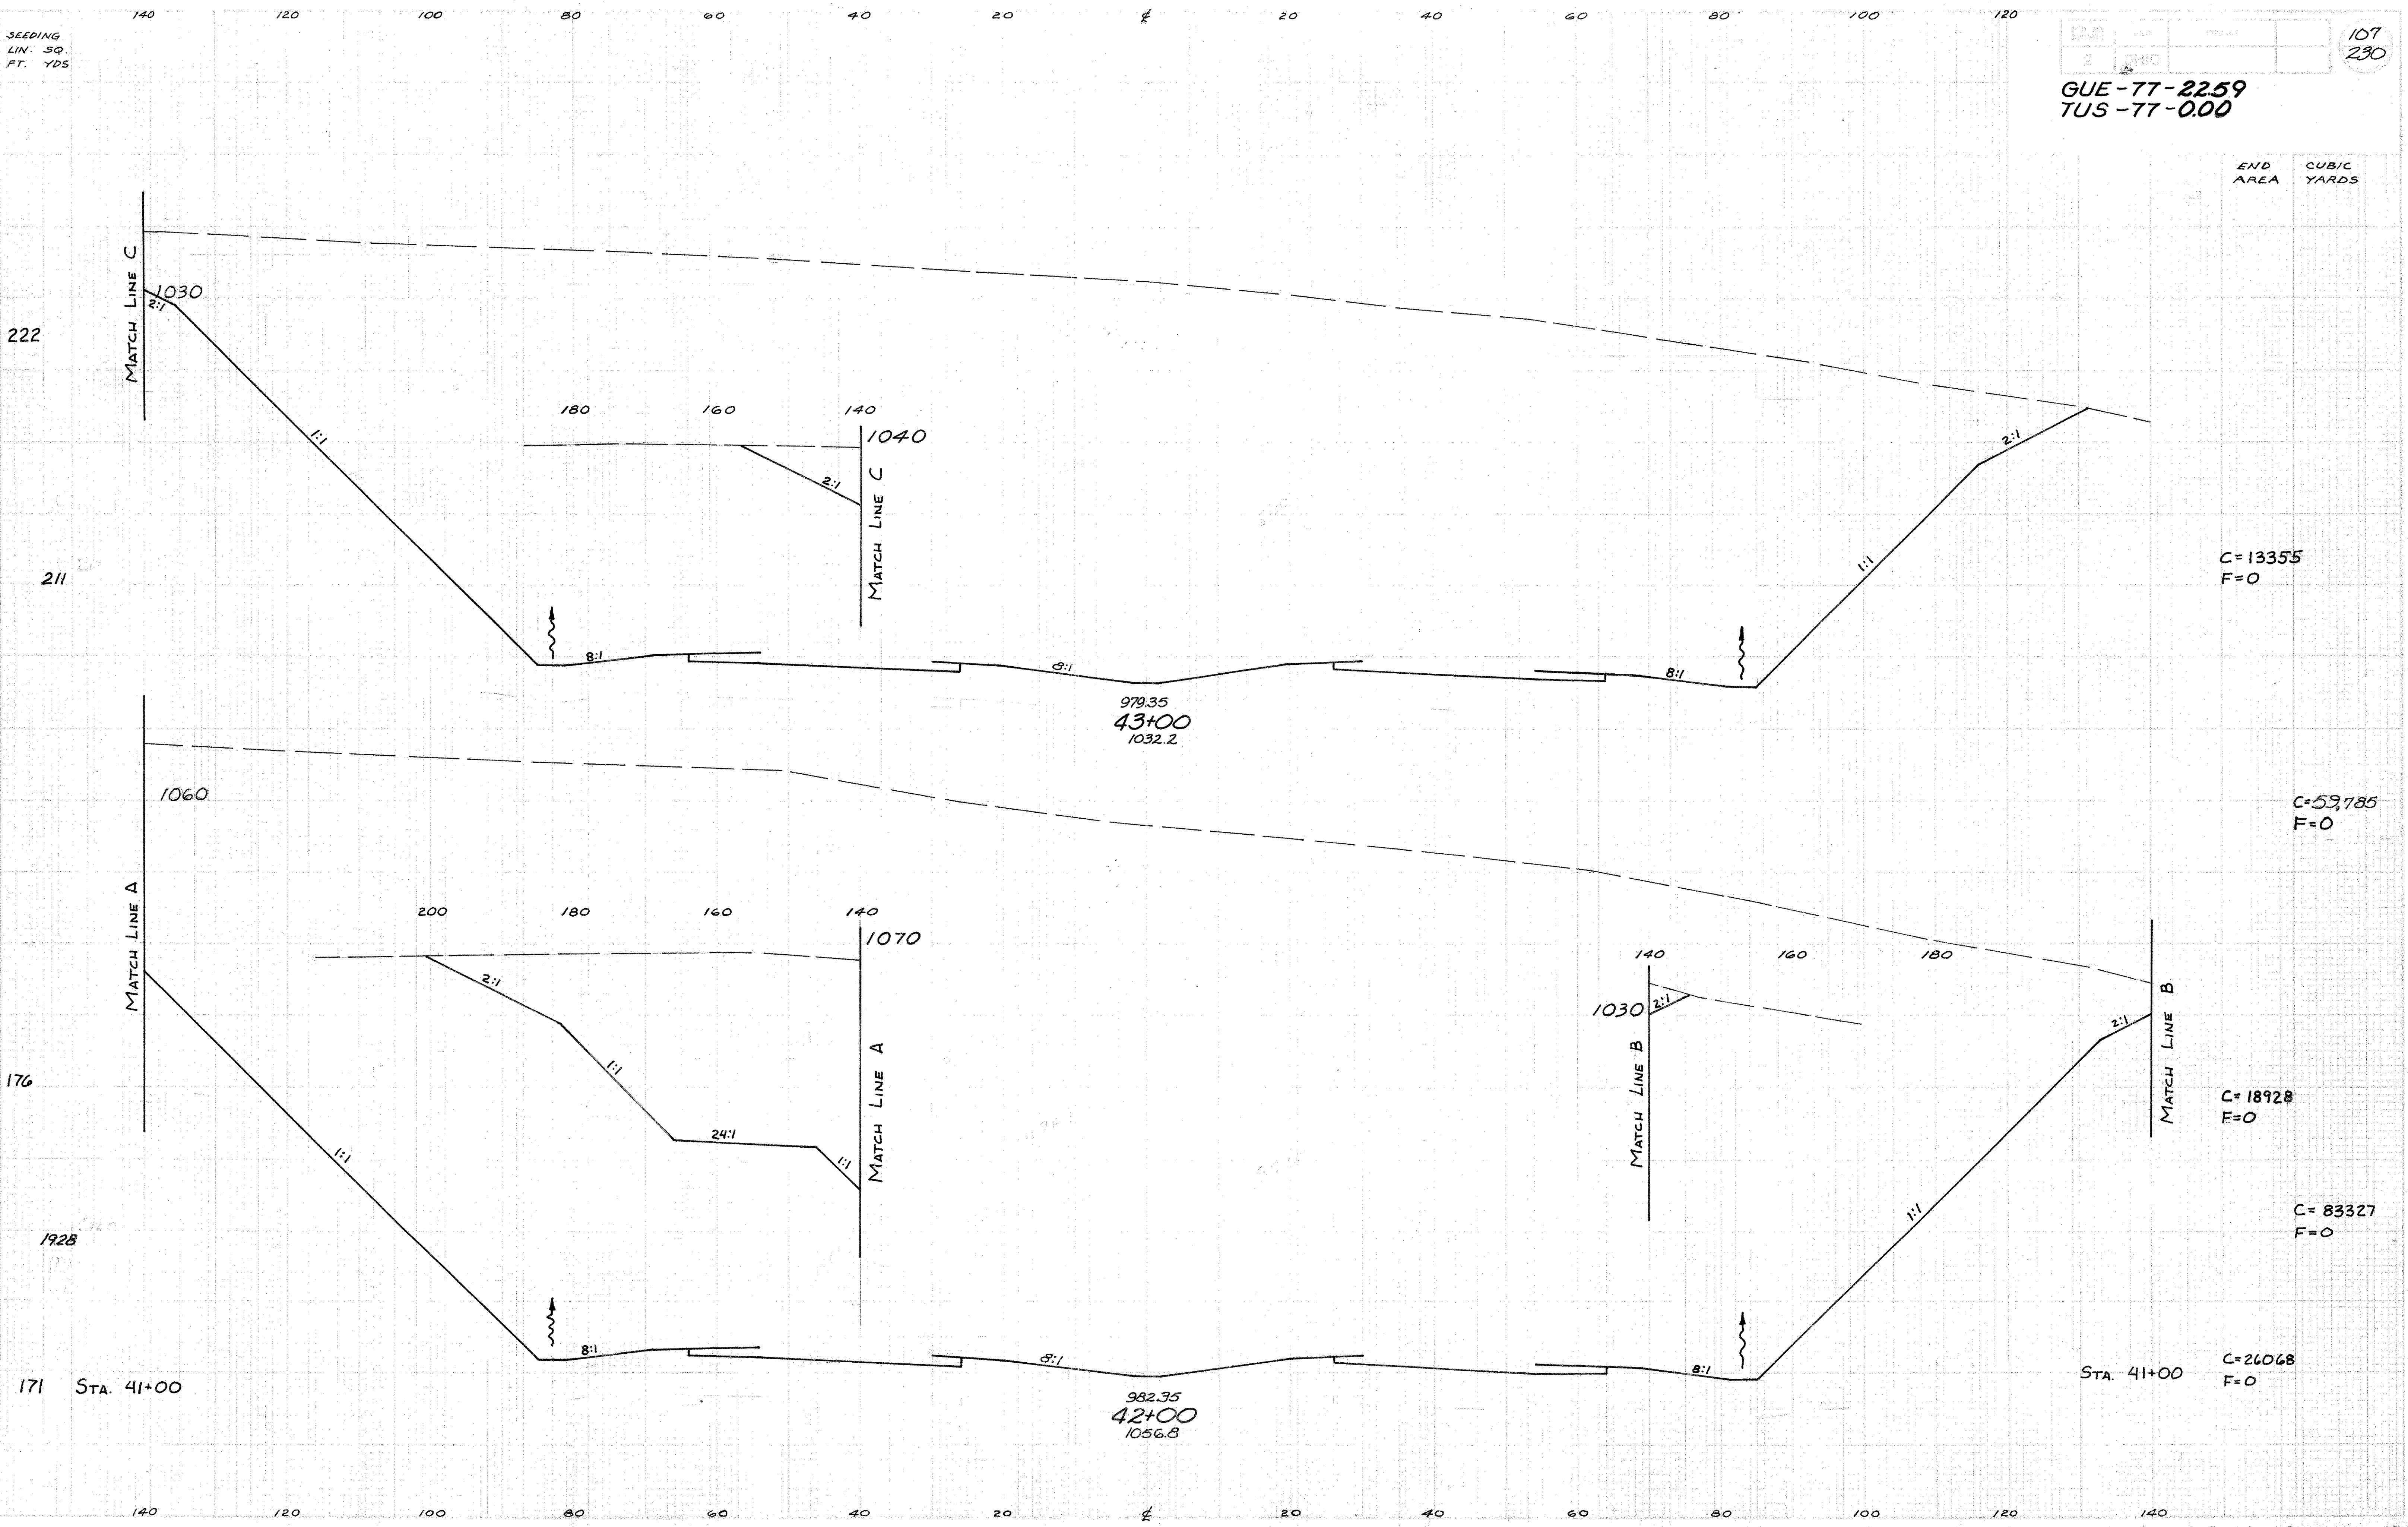 140 120 100 80 60 40 20 ℄ 20 40 60 80 100 120
SEEDING
LIN. SQ.
FT. YDS
107
230
2 OHIO
GUE-77-22.59
TUS-77-0.00
END CUBIC
AREA YARDS
MATCH LINE C
1030
2:1
222
1:1
180 160 140
1040
2:1
MATCH LINE C
2:1
1:1
C=13355
F=0
211
8:1
8:1
8:1
979.35
43+00
1032.2
1060
C=59,785
F=0
MATCH LINE A
200 180 160 140
1070
2:1
1:1
24:1
1:1
MATCH LINE A
140 160 180
1030
2:1
MATCH LINE B
2:1
MATCH LINE B
176
C=18928
F=0
1:1
1:1
C=83327
F=0
1928
8:1
8:1
8:1
171 STA. 41+00
982.35
42+00
1056.8
STA. 41+00
C=26068
F=0
140 120 100 80 60 40 20 ℄ 20 40 60 80 100 120 140